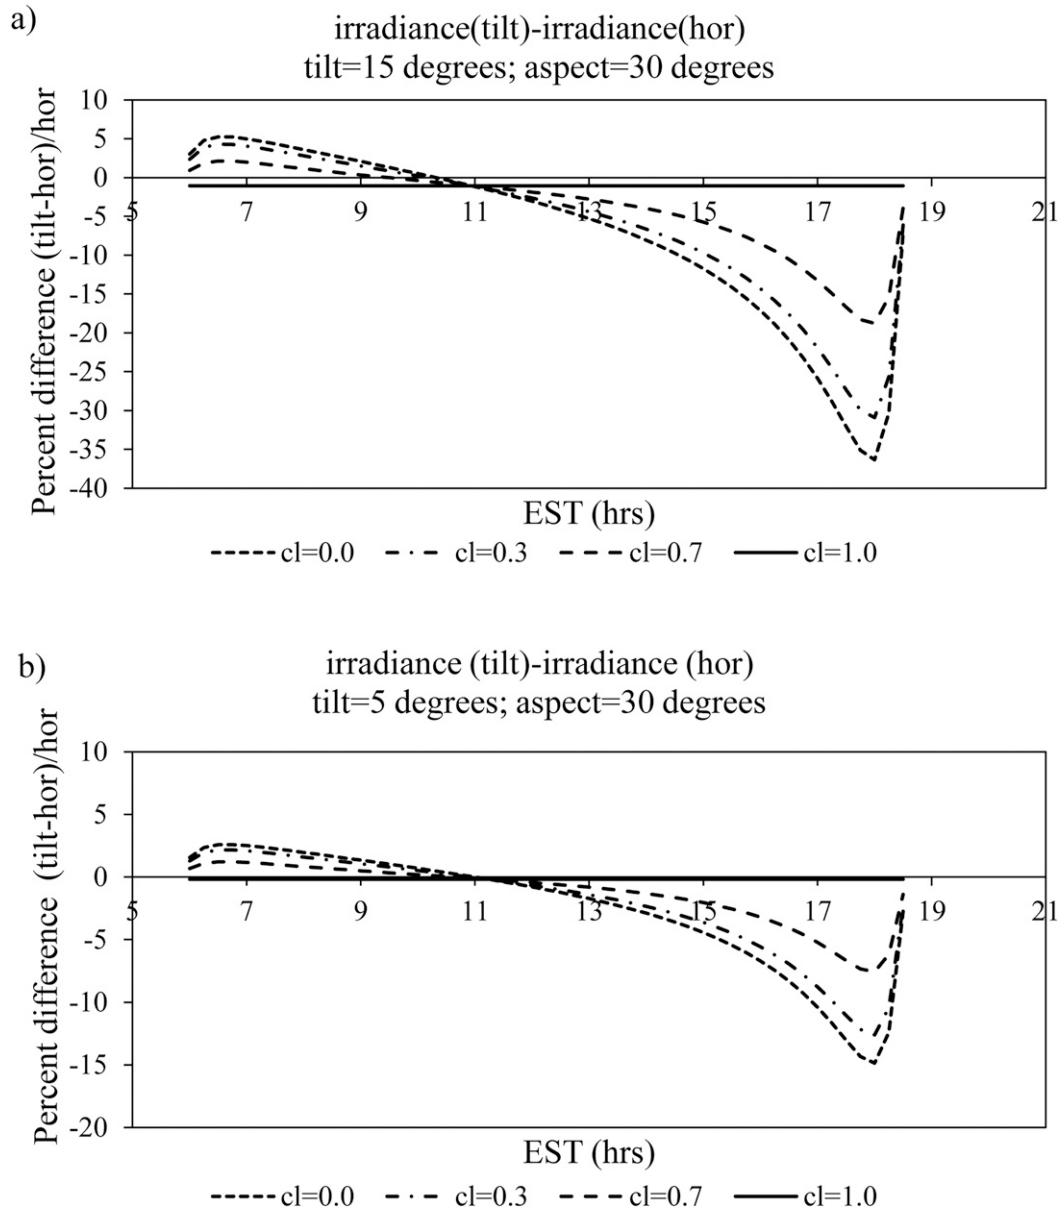 a)
irradiance(tilt)-irradiance(hor)
tilt=15 degrees; aspect=30 degrees
Percent difference (tilt-hor)/hor
10
5
0
-5
-10
-15
-20
-25
-30
-35
-40
5 7 9 11 13 15 17 19 21
EST (hrs)
cl=0.0 cl=0.3 cl=0.7 cl=1.0
b)
irradiance (tilt)-irradiance (hor)
tilt=5 degrees; aspect=30 degrees
Percent difference (tilt-hor)/hor
10
5
0
-5
-10
-15
-20
5 7 9 11 13 15 17 19 21
EST (hrs)
cl=0.0 cl=0.3 cl=0.7 cl=1.0